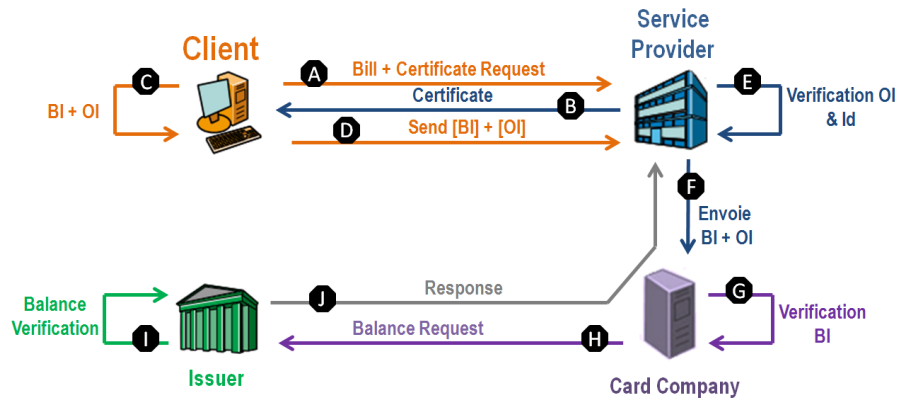 Client
Service
Provider
C
A
Bill + Certificate Request
E
BI + OI
Certificate
B
Verification OI
& Id
D
Send [BI] + [OI]
F
Envoie
BI + OI
J
Response
G
Balance
Verification
Balance Request
Verification
BI
I
H
Issuer
Card Company